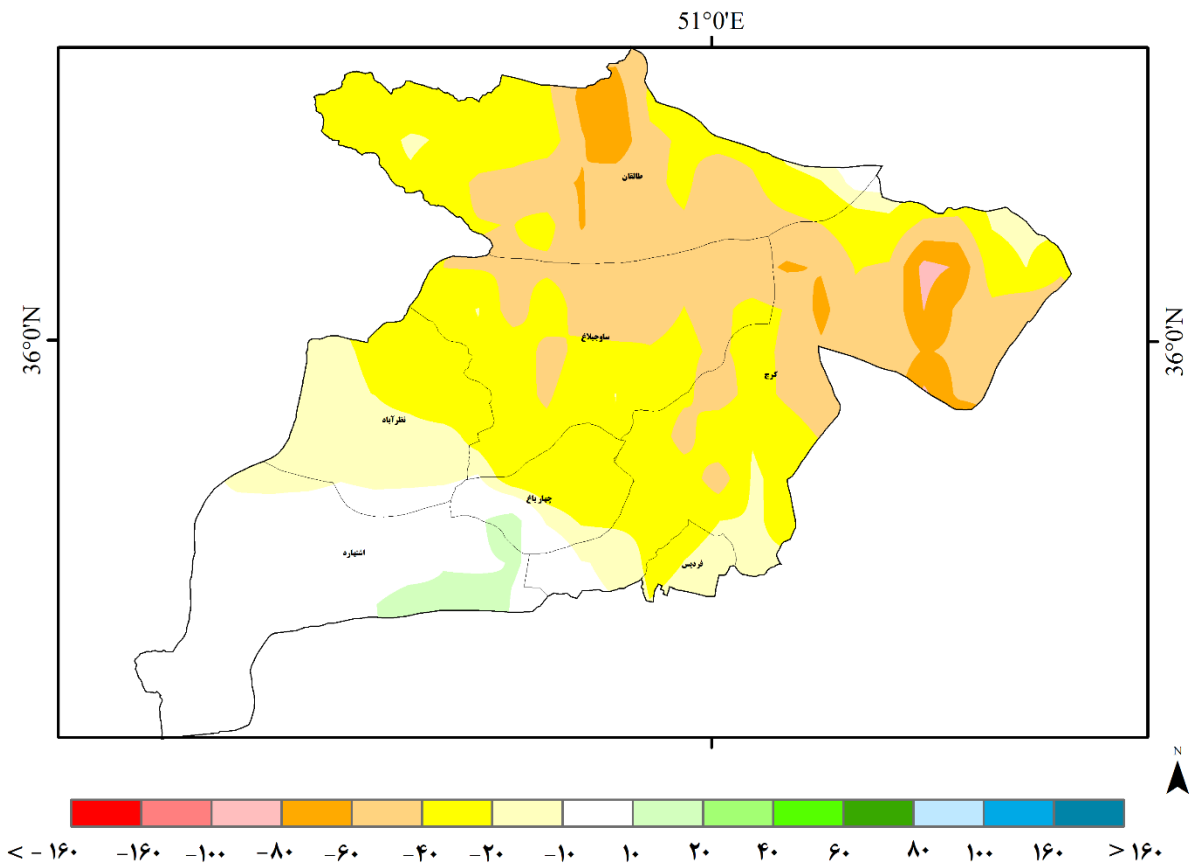 51°0'E
36°0'N
36°0'N
طالقان
ساوجبلاغ
کرج
نظرآباد
چهارباغ
اشتهارد
فردیس
N
< -۱۶۰ -۱۶۰ -۱۰۰ -۸۰ -۶۰ -۴۰ -۲۰ -۱۰ ۱۰ ۲۰ ۴۰ ۶۰ ۸۰ ۱۰۰ ۱۶۰ > ۱۶۰